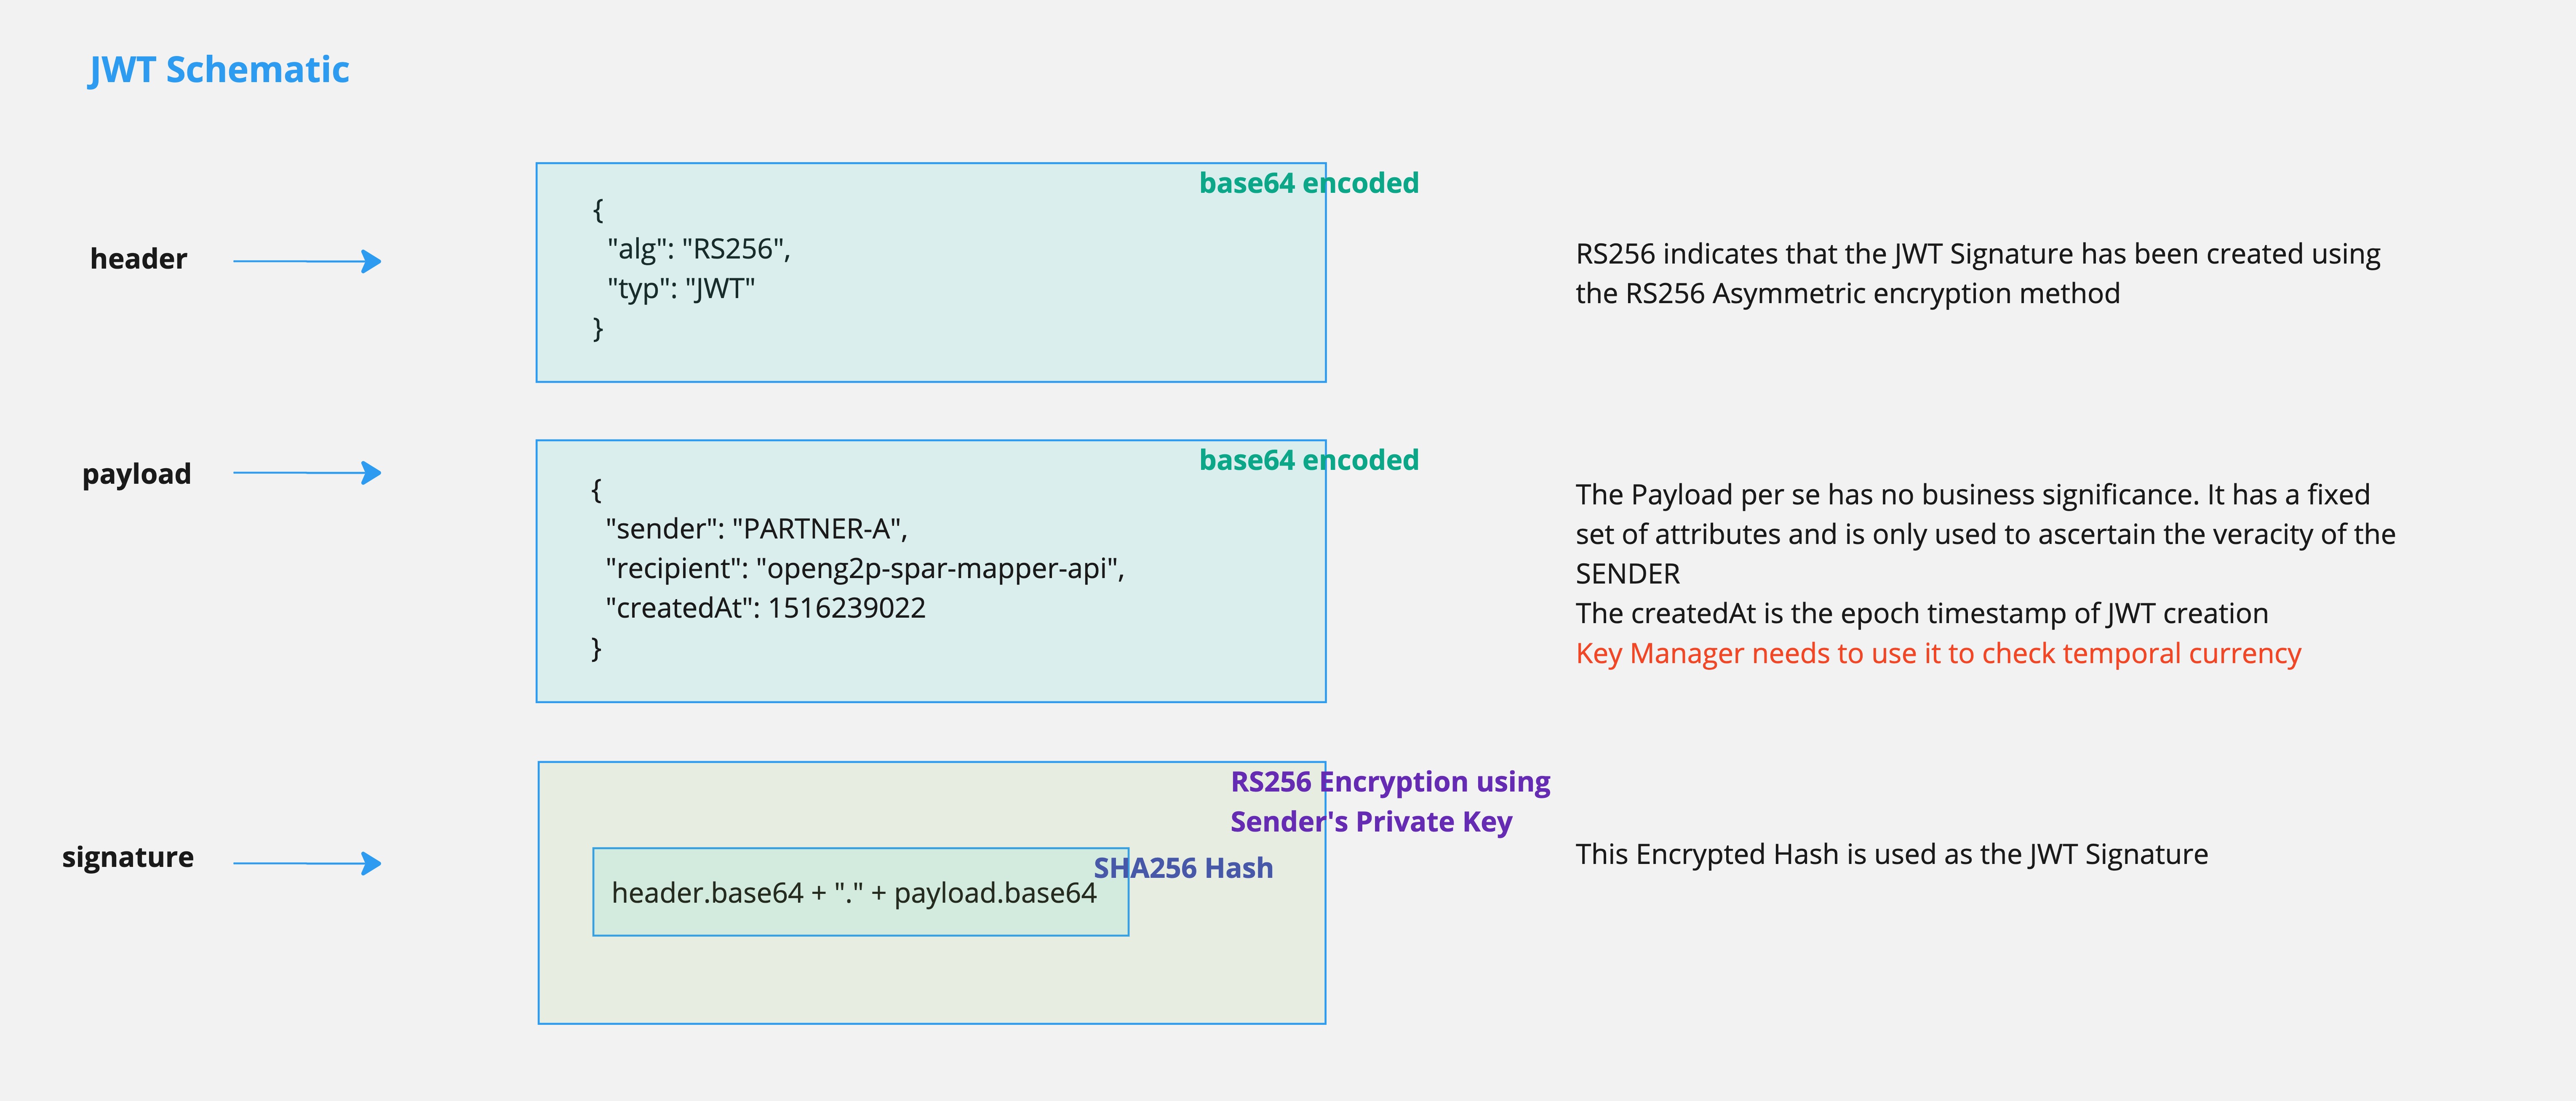 JWT Schematic
header
base64 encoded
{
"alg": "RS256",
"typ": "JWT"
}
RS256 indicates that the JWT Signature has been created using
the RS256 Asymmetric encryption method
payload
base64 encoded
{
"sender": "PARTNER-A",
"recipient": "openg2p-spar-mapper-api",
"createdAt": 1516239022
}
The Payload per se has no business significance. It has a fixed
set of attributes and is only used to ascertain the veracity of the
SENDER
The createdAt is the epoch timestamp of JWT creation
Key Manager needs to use it to check temporal currency
signature
RS256 Encryption using
Sender's Private Key
SHA256 Hash
header.base64 + "." + payload.base64
This Encrypted Hash is used as the JWT Signature